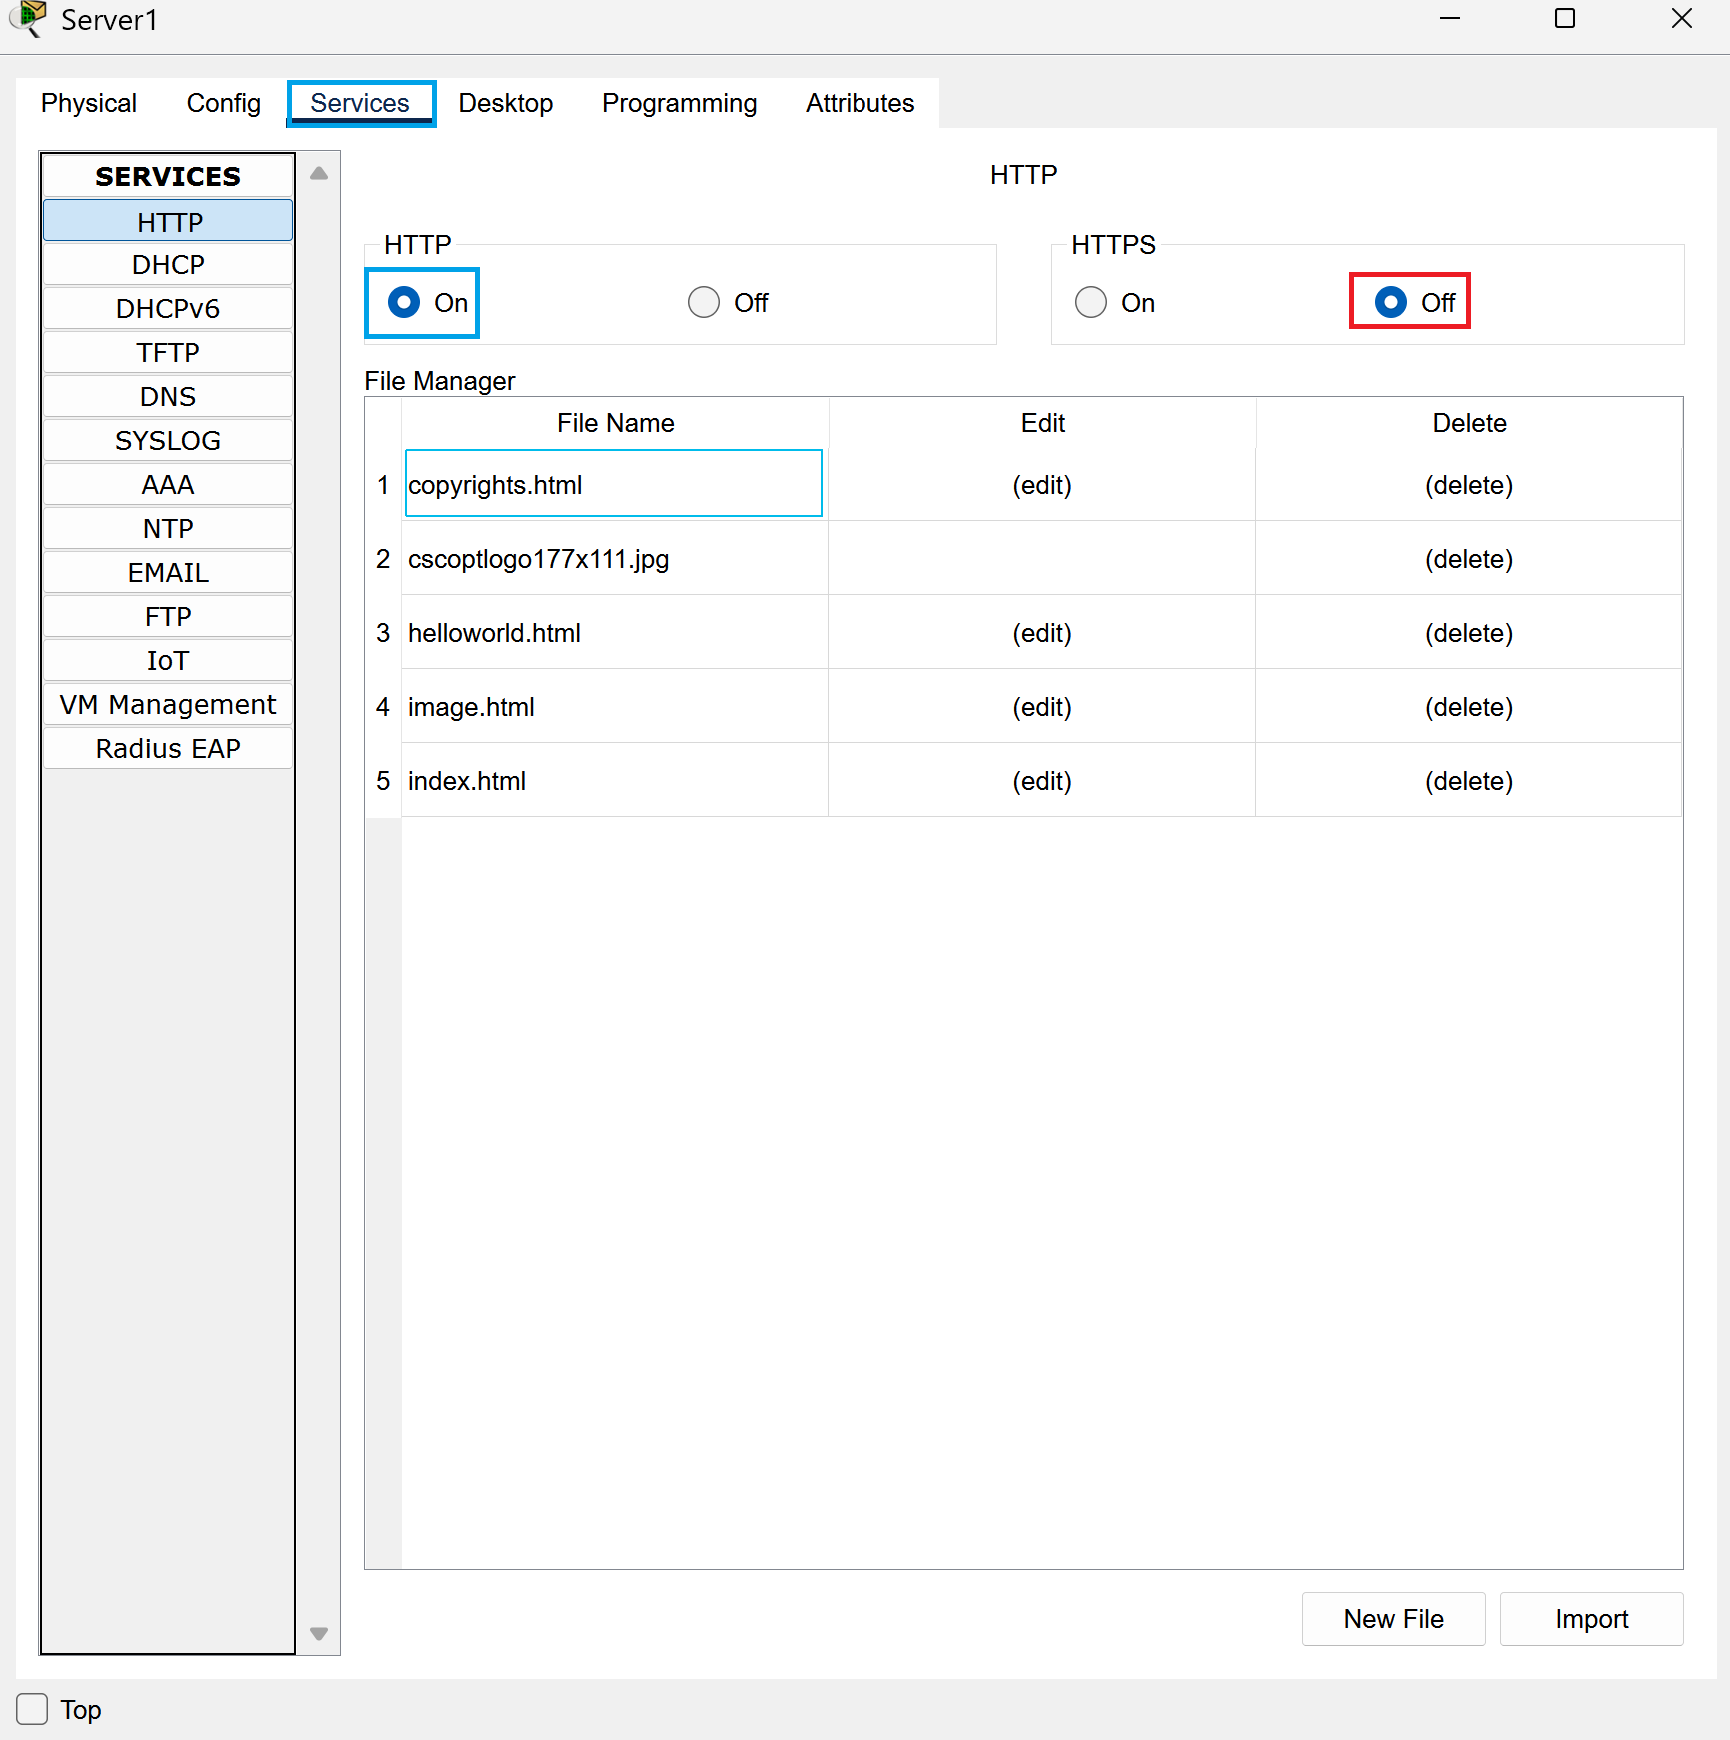 Server1
Physical Config Services Desktop Programming Attributes
SERVICES
HTTP
DHCP
DHCPv6
TFTP
DNS
SYSLOG
AAA
NTP
EMAIL
FTP
IoT
VM Management
Radius EAP
HTTP
HTTP
On Off
HTTPS
On Off
File Manager
File Name Edit Delete
1 copyrights.html (edit) (delete)
2 cscoptlogo177x111.jpg (delete)
3 helloworld.html (edit) (delete)
4 image.html (edit) (delete)
5 index.html (edit) (delete)
New File Import
Top